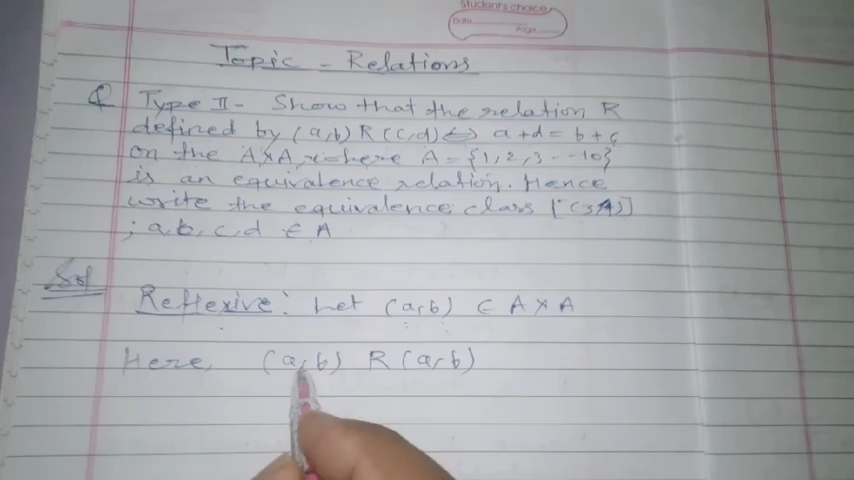 Students choice
Date
Page
Topic - Relations
Q Type II - Show that the relation R
defined by (a,b) R (c,d) ⇔ a+d = b+c
on the A×A, where A = {1,2,3 - - 10}
is an equivalence relation. Hence
write the equivalence class [(3,4)]
; a,b,c,d ∈ A
Sol
Reflexive: Let (a,b) ∈ A×A
Here, (a,b) R (a,b)